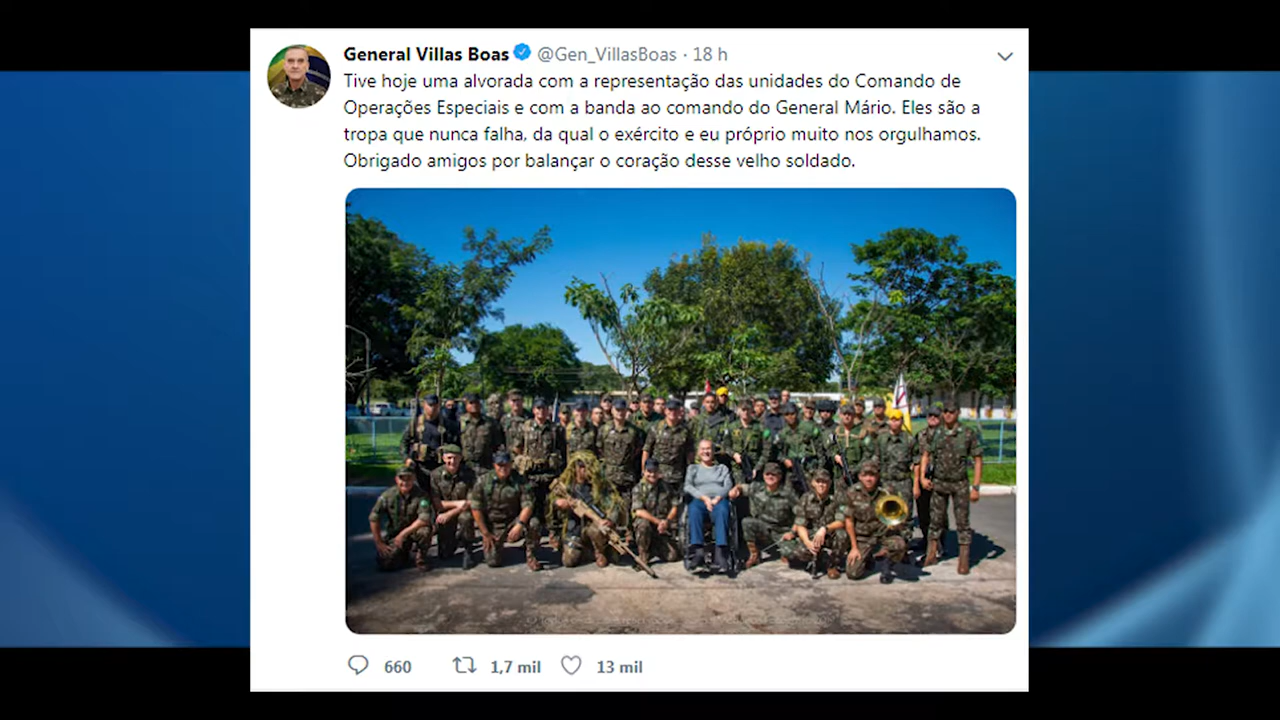 General Villas Boas @Gen_VillasBoas · 18 h
Tive hoje uma alvorada com a representação das unidades do Comando de
Operações Especiais e com a banda ao comando do General Mário. Eles são a
tropa que nunca falha, da qual o exército e eu próprio muito nos orgulhamos.
Obrigado amigos por balançar o coração desse velho soldado.
660 1,7 mil 13 mil